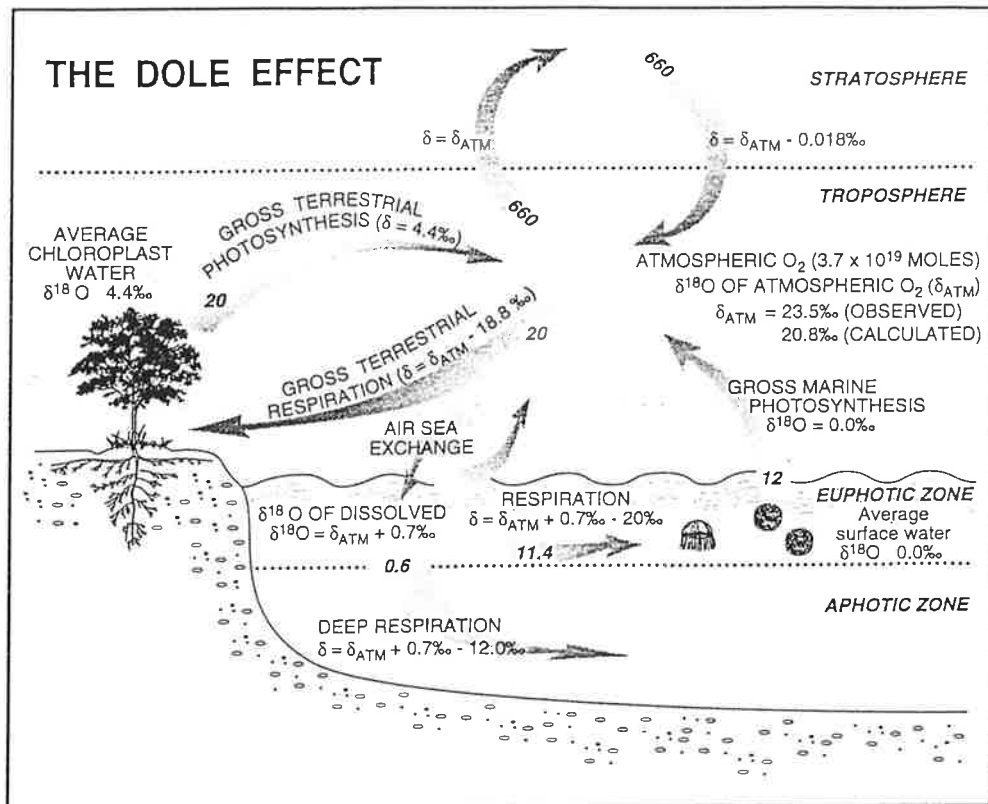 THE DOLE EFFECT
660
STRATOSPHERE
δ = δATM
δ = δATM - 0.018‰
TROPOSPHERE
GROSS TERRESTRIAL
PHOTOSYNTHESIS (δ = 4.4‰)
660
AVERAGE
CHLOROPLAST
WATER
δ¹⁸ O 4.4‰
20
ATMOSPHERIC O₂ (3.7 x 10¹⁹ MOLES)
δ¹⁸O OF ATMOSPHERIC O₂ (δATM)
δATM = 23.5‰ (OBSERVED)
20.8‰ (CALCULATED)
20
GROSS TERRESTRIAL
RESPIRATION (δ = δATM - 18.8 ‰)
GROSS MARINE
PHOTOSYNTHESIS
δ¹⁸O = 0.0‰
AIR SEA
EXCHANGE
12
δ¹⁸ O OF DISSOLVED
δ¹⁸O = δATM + 0.7‰
RESPIRATION
δ = δATM + 0.7‰ - 20‰
EUPHOTIC ZONE
Average
surface water
δ¹⁸O 0.0‰
11.4
0.6
APHOTIC ZONE
DEEP RESPIRATION
δ = δATM + 0.7‰ - 12.0‰